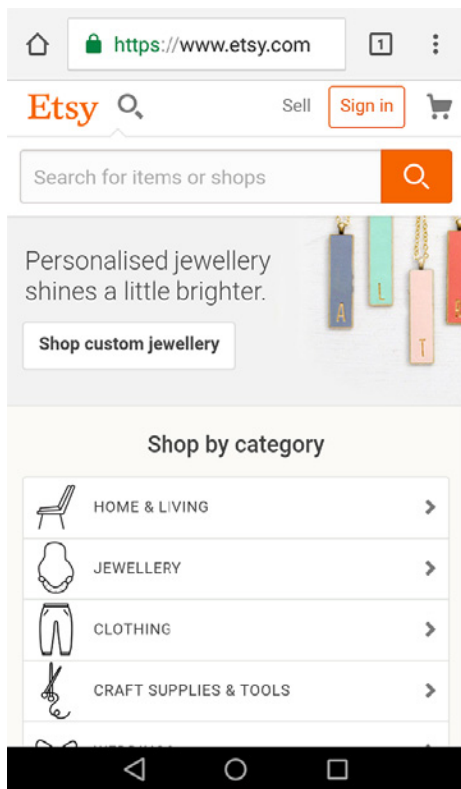 https://www.etsy.com
1
Etsy
Sell
Sign in
Search for items or shops
Personalised jewellery
shines a little brighter.
Shop custom jewellery
A
L
T
Shop by category
HOME & LIVING
JEWELLERY
CLOTHING
CRAFT SUPPLIES & TOOLS